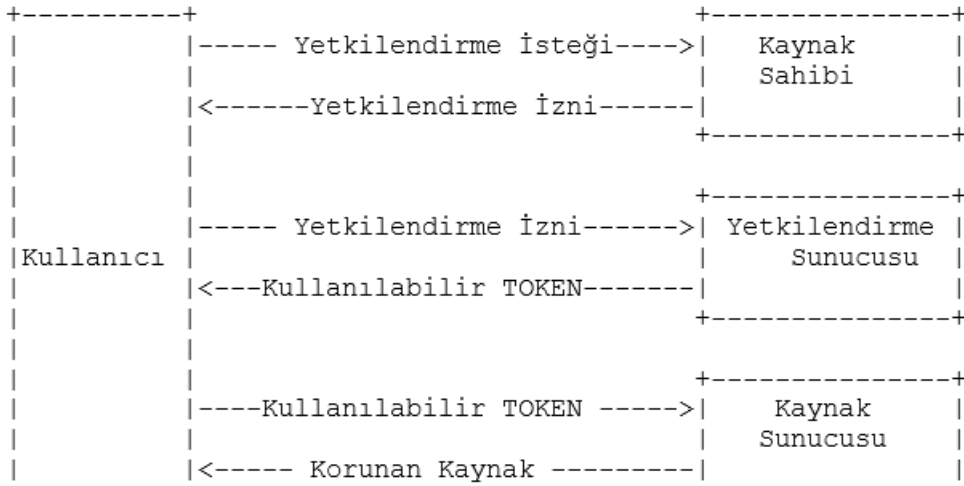 Yetkilendirme İsteği
Kaynak
Sahibi
Yetkilendirme İzni
Yetkilendirme İzni
Yetkilendirme
Kullanıcı
Sunucusu
Kullanılabilir TOKEN
Kullanılabilir TOKEN
Kaynak
Sunucusu
Korunan Kaynak